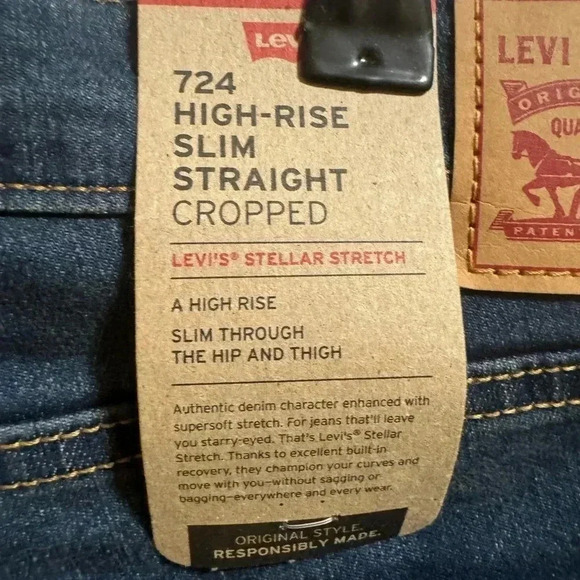 Lev
724
HIGH-RISE
SLIM
STRAIGHT
CROPPED
LEVI'S® STELLAR STRETCH
A HIGH RISE
SLIM THROUGH
THE HIP AND THIGH
Authentic denim character enhanced with
supersoft stretch. For jeans that'll leave
you starry-eyed. That's Levi's® Stellar
Stretch. Thanks to excellent built-in
recovery, they champion your curves and
move with you—without sagging or
bagging—everywhere and every wear.
ORIGINAL STYLE.
RESPONSIBLY MADE.
LEVI
ORIG
QUA
PATEN